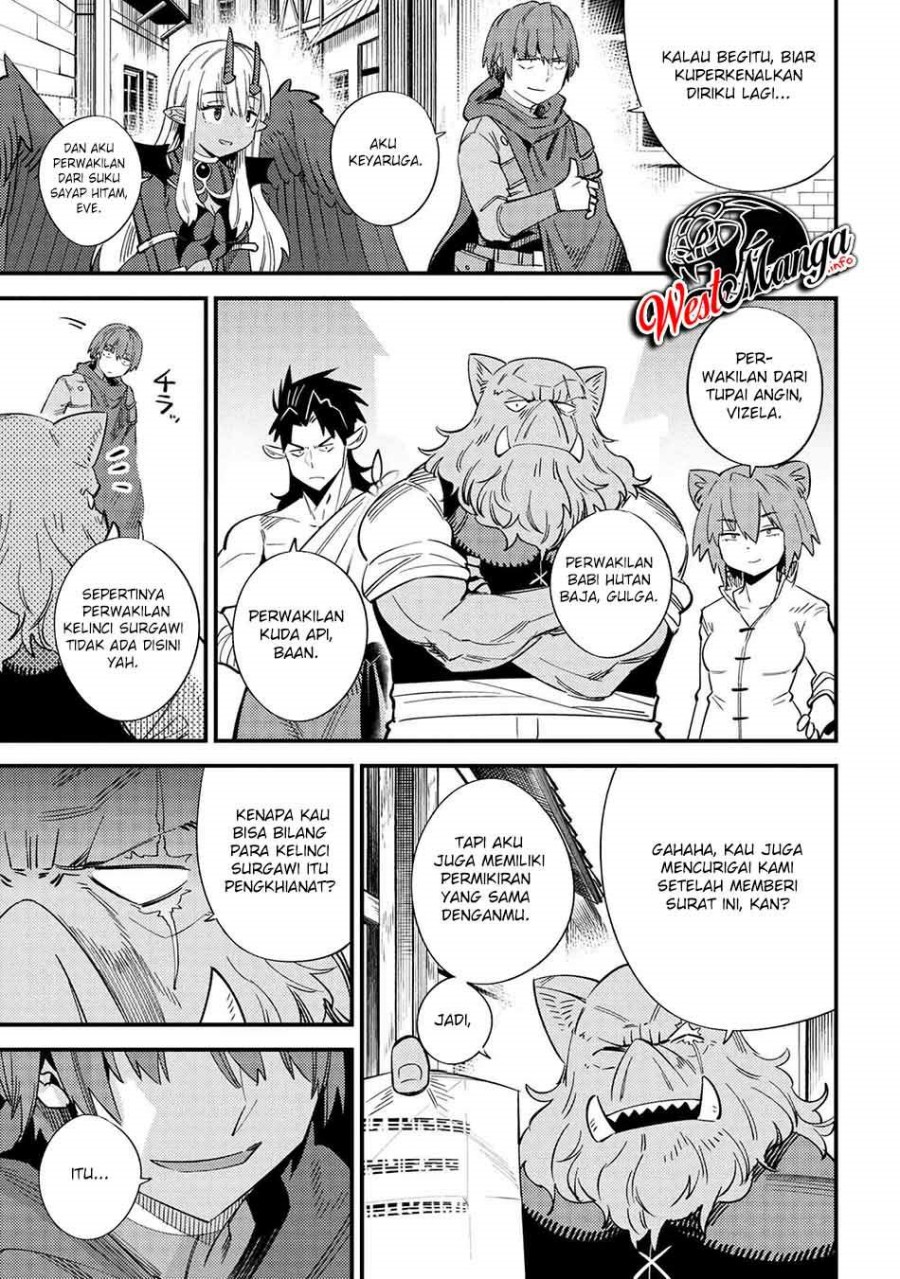 KALAU BEGITU, BIAR
KUPERKENALKAN
DIRIKU LAGI...
AKU
KEYARUGA.
DAN AKU
PERWAKILAN
DARI SUKU
SAYAP HITAM,
EVE.
WestManga
.info
PER-
WAKILAN DARI
TUPAI ANGIN,
VIZELA.
PERWAKILAN
BABI HUTAN
BAJA, GULGA.
PERWAKILAN
KUDA API,
BAAN.
チラッ
SEPERTINYA
PERWAKILAN
KELINCI SURGAWI
TIDAK ADA DISINI
YAH.
GAHAHA, KAU JUGA
MENCURIGAI KAMI
SETELAH MEMBERI
SURAT INI, KAN?
TAPI AKU
JUGA MEMILIKI
PERMIKIRAN
YANG SAMA
DENGANMU.
JADI,
KENAPA KAU
BISA BILANG
PARA KELINCI
SURGAWI ITU
PENGKHIANAT?
ITU...